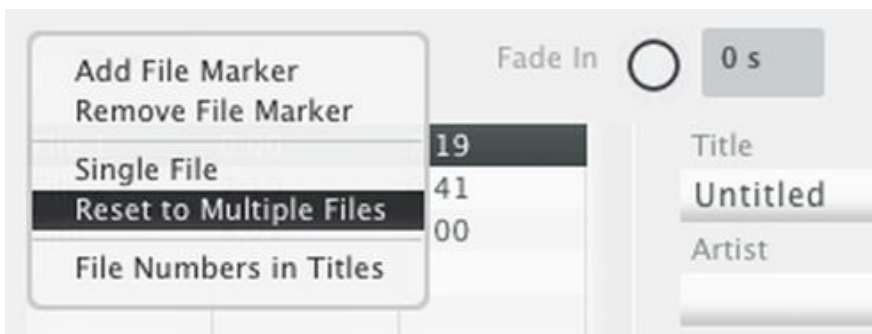 Add File Marker
Remove File Marker
Single File
Reset to Multiple Files
File Numbers in Titles
Fade In
0 s
19
41
00
Title
Untitled
Artist